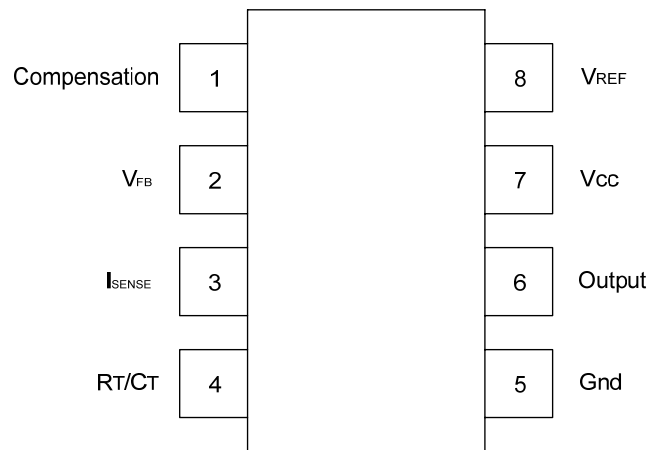 Compensation 1 8 VREF
VFB 2 7 Vcc
ISENSE 3 6 Output
RT/CT 4 5 Gnd